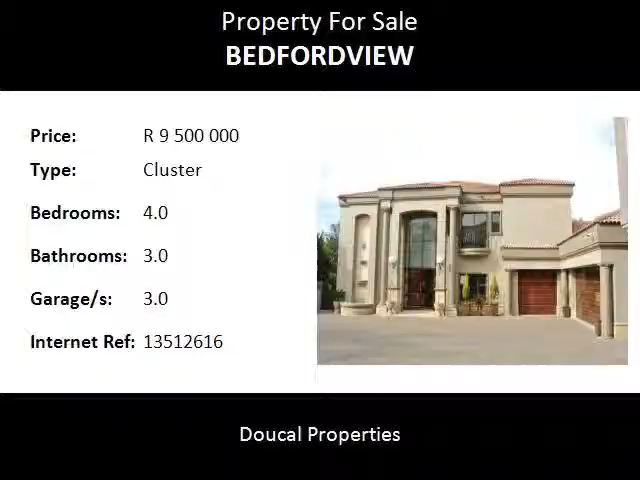 Property For Sale
BEDFORDVIEW
Price: R 9 500 000
Type: Cluster
Bedrooms: 4.0
Bathrooms: 3.0
Garage/s: 3.0
Internet Ref: 13512616
Doucal Properties